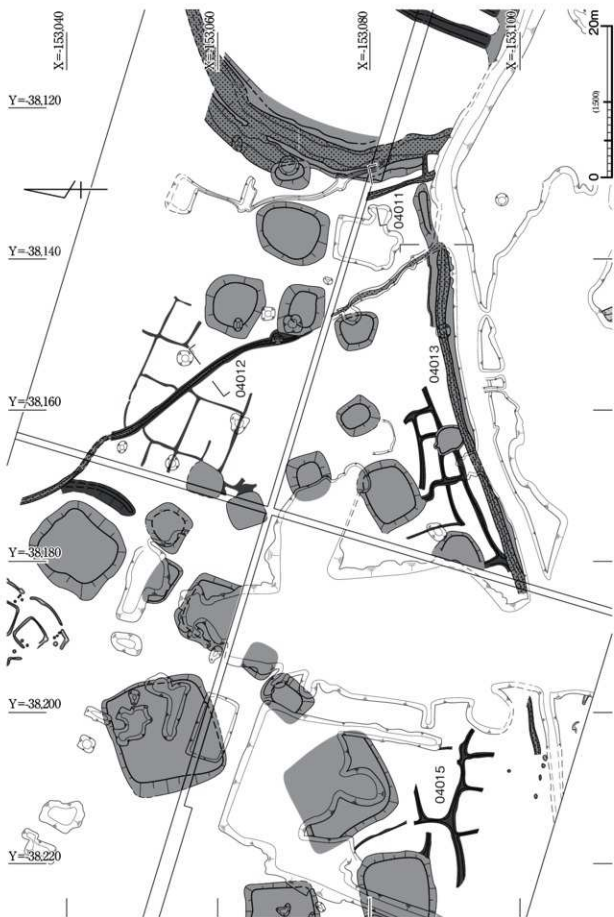 X=-153,040
X=-153,060
X=-153,080
X=-153,100
20m
(1:500)
0
Y=-38,120
Y=-38,140
Y=-38,160
Y=-38,180
Y=-38,200
Y=-38,220
04011
04012
04013
04015